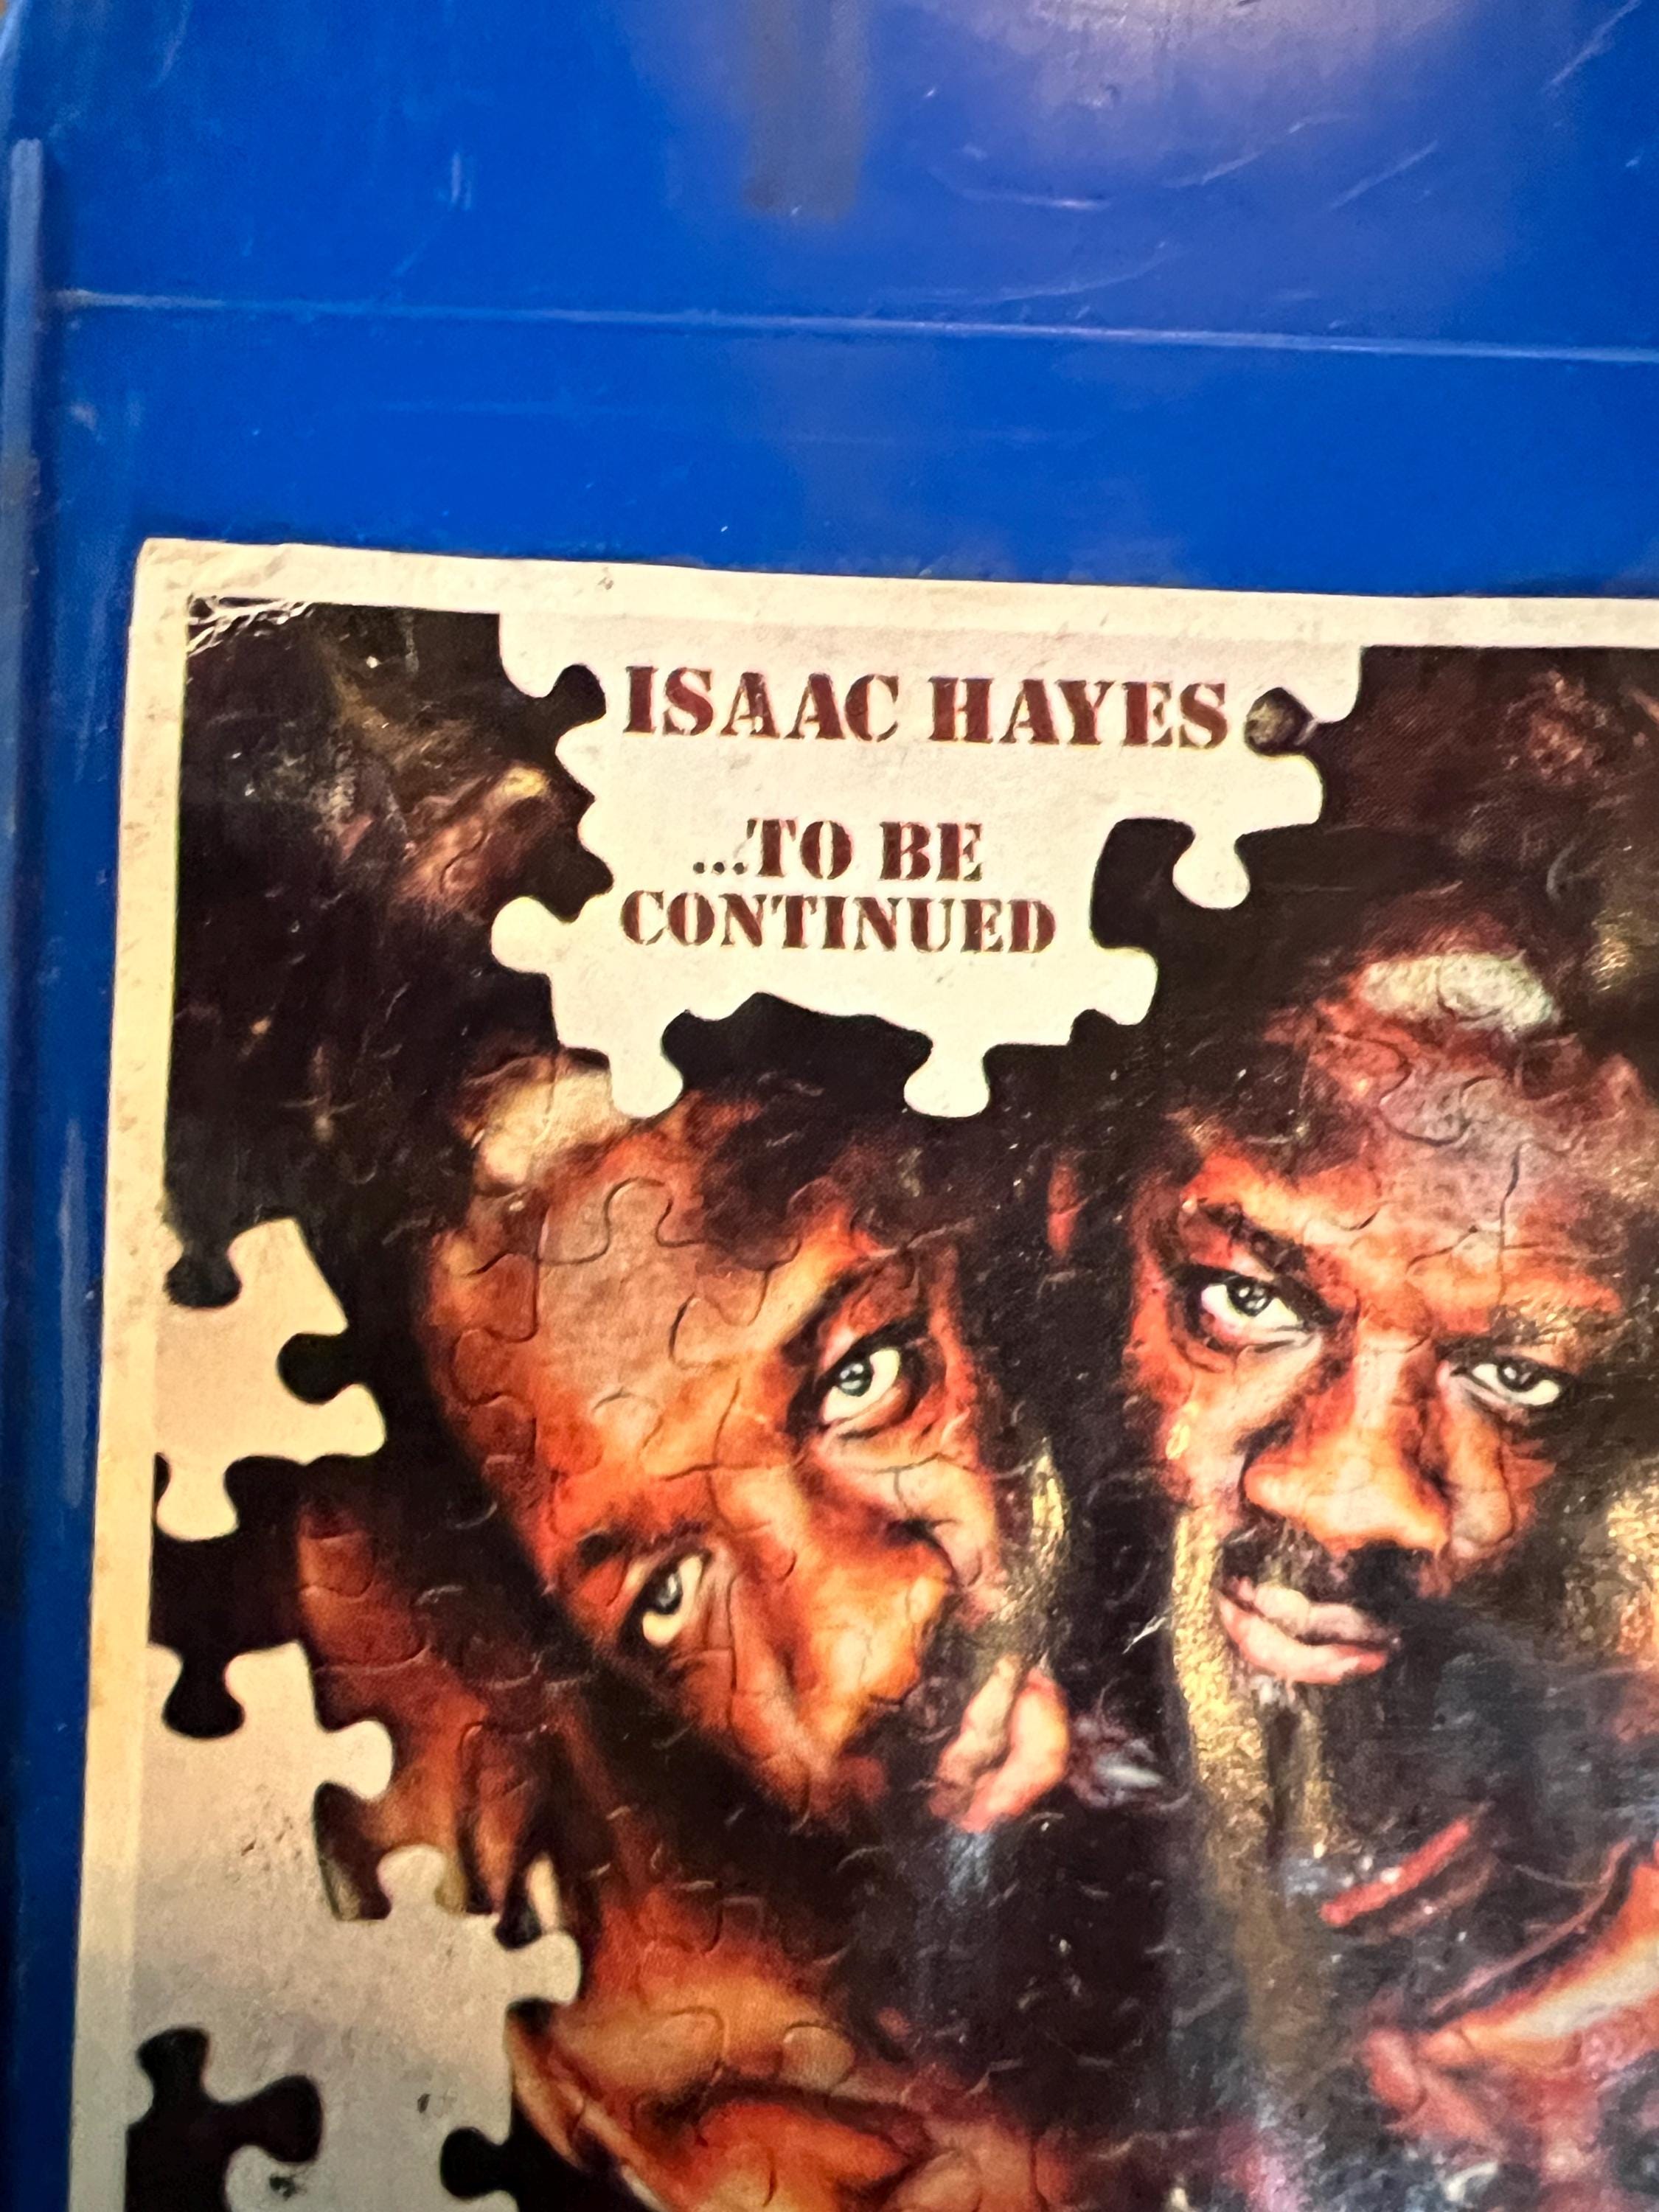 ISAAC HAYES
...TO BE
CONTINUED